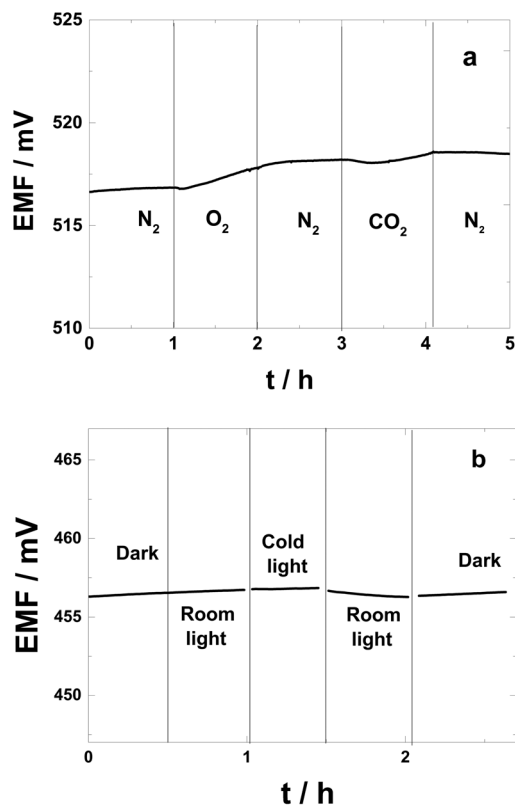 525
a
520
EMF / mV
515
N₂ O₂ N₂ CO₂ N₂
510
0 1 2 3 4 5
t / h
465
b
460
Cold
light
Dark
Dark
EMF / mV
455
Room
light
Room
light
450
0 1 2
t / h